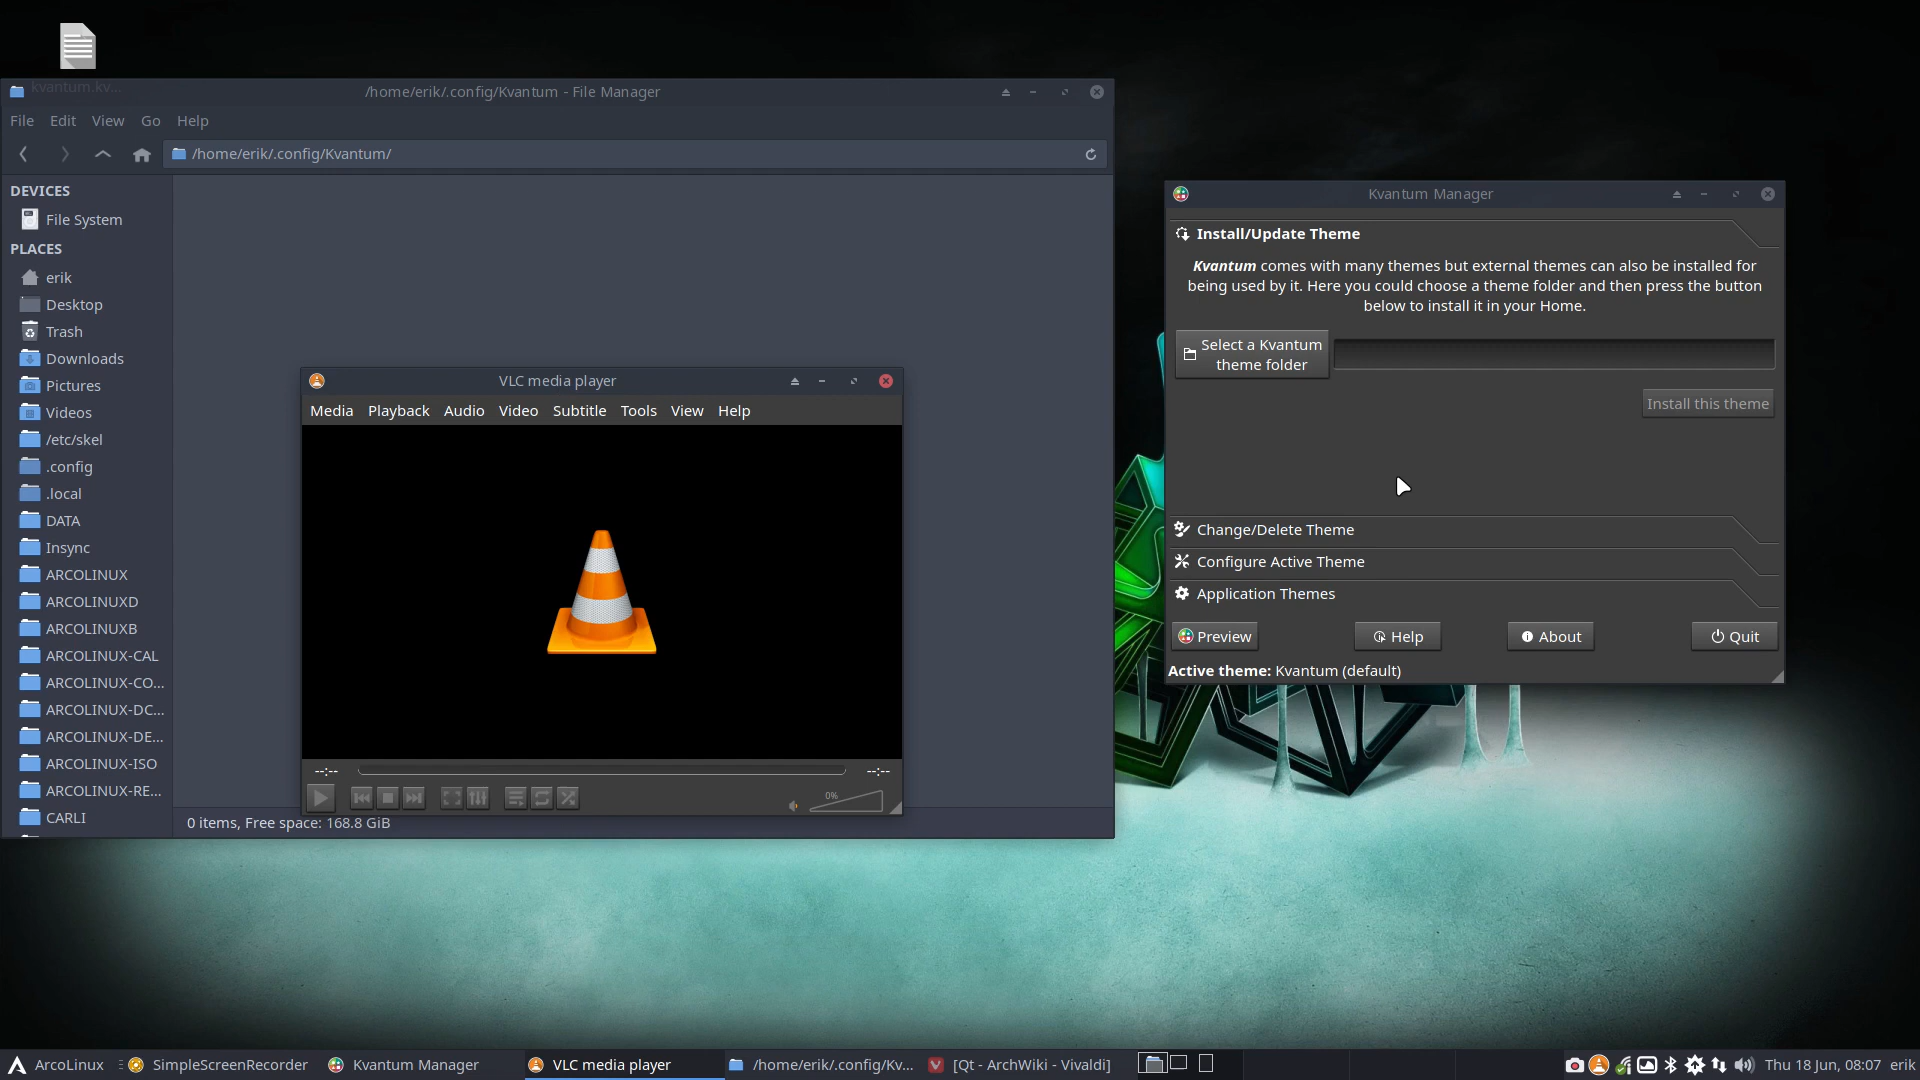 kvantum.kv...
/home/erik/.config/Kvantum - File Manager
File Edit View Go Help
/home/erik/.config/Kvantum/
DEVICES
File System
PLACES
erik
Desktop
Trash
Downloads
Pictures
Videos
/etc/skel
.config
.local
DATA
Insync
ARCOLINUX
ARCOLINUXD
ARCOLINUXB
ARCOLINUX-CAL
ARCOLINUX-CO...
ARCOLINUX-DC...
ARCOLINUX-DE...
ARCOLINUX-ISO
ARCOLINUX-RE...
CARLI
0 items, Free space: 168.8 GiB
VLC media player
Media Playback Audio Video Subtitle Tools View Help
--:-- --:--
0%
Kvantum Manager
Install/Update Theme
Kvantum comes with many themes but external themes can also be installed for
being used by it. Here you could choose a theme folder and then press the button
below to install it in your Home.
Select a Kvantum
theme folder
Install this theme
Change/Delete Theme
Configure Active Theme
Application Themes
Preview Help About Quit
Active theme: Kvantum (default)
ArcoLinux SimpleScreenRecorder Kvantum Manager VLC media player /home/erik/.config/Kv... [Qt - ArchWiki - Vivaldi] Thu 18 Jun, 08:07 erik